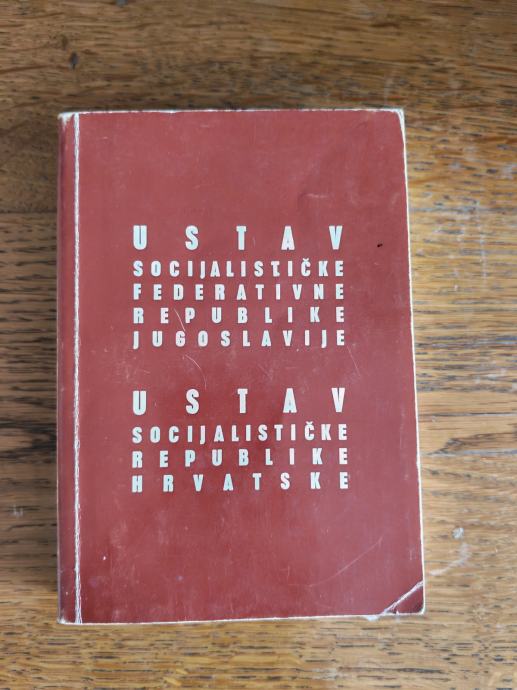 USTAV
SOCIJALISTIČKE
FEDERATIVNE
REPUBLIKE
JUGOSLAVIJE
USTAV
SOCIJALISTIČKE
REPUBLIKE
HRVATSKE